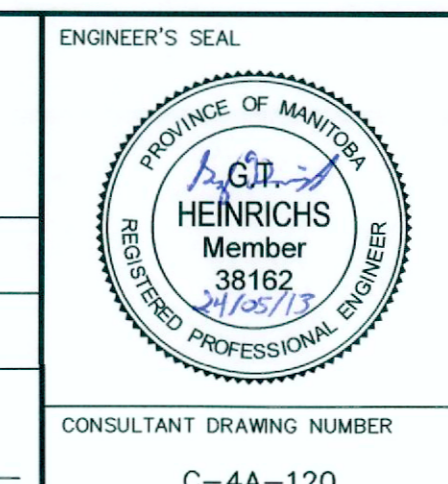 ENGINEER'S SEAL
PROVINCE OF MANITOBA
G.T.
HEINRICHS
Member
38162
24/05/13
REGISTERED PROFESSIONAL ENGINEER
CONSULTANT DRAWING NUMBER
C-4A-120